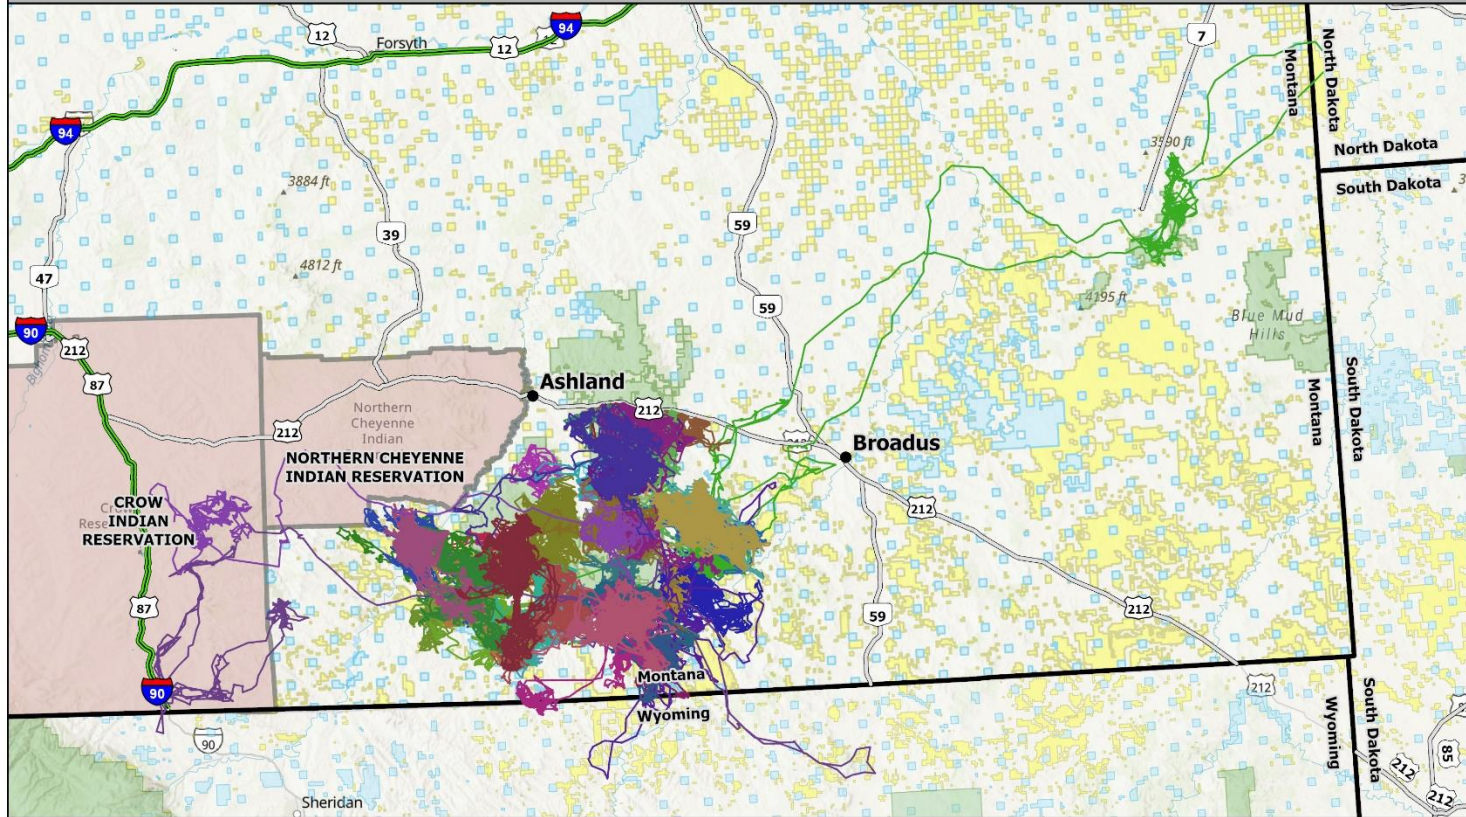 94
12
Forsyth
12
12
94
7
North Dakota
Montana
3590 ft
North Dakota
South Dakota
94
3884 ft
39
59
4812 ft
47
59
4195 ft
Blue Mud
Hills
90
212
87
Ashland
212
South Dakota
Montana
Northern
Cheyenne
Indian
NORTHERN CHEYENNE
INDIAN RESERVATION
212
212
Broadus
CROW
INDIAN
RESERVATION
212
87
59
212
90
Montana
Wyoming
212
90
South Dakota
Wyoming
85
212
212
Sheridan